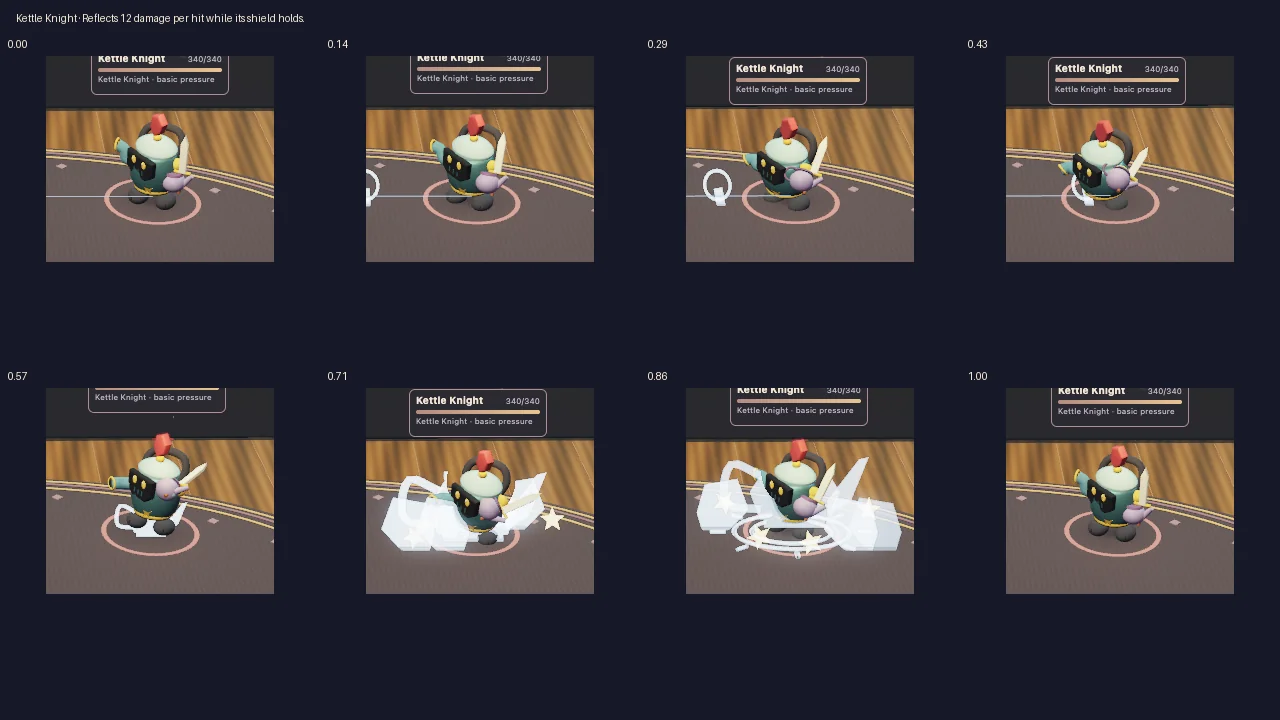 Kettle Knight · Reflects 12 damage per hit while its shield holds.
0.00
0.14
0.29
0.43
Kettle Knight 340/340
Kettle Knight · basic pressure
Kettle Knight 340/340
Kettle Knight · basic pressure
Kettle Knight 340/340
Kettle Knight · basic pressure
Kettle Knight 340/340
Kettle Knight · basic pressure
0.57
0.71
0.86
1.00
Kettle Knight · basic pressure
Kettle Knight 340/340
Kettle Knight · basic pressure
Kettle Knight 340/340
Kettle Knight · basic pressure
Kettle Knight 340/340
Kettle Knight · basic pressure